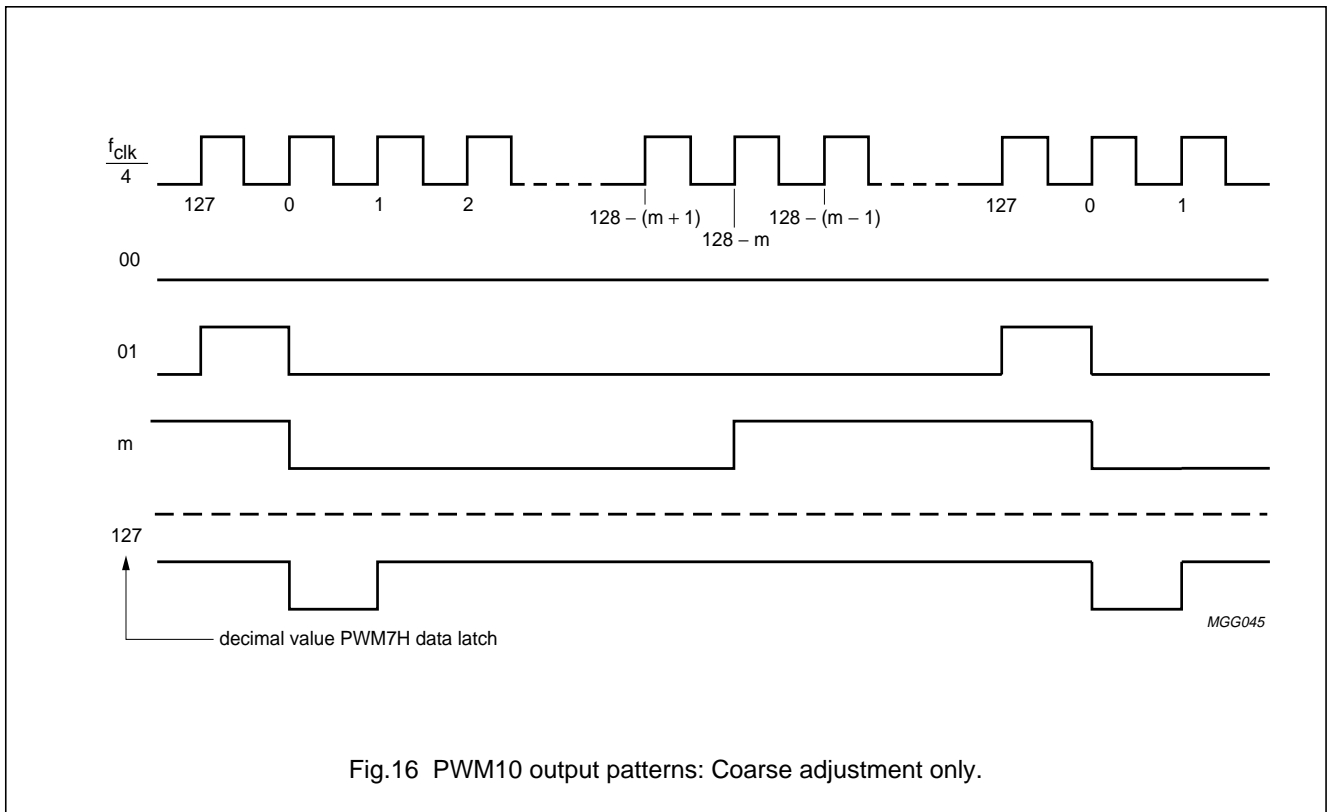 fclk
4
127 0 1 2 128 – (m + 1) 128 – (m – 1) 127 0 1
128 – m
00
01
m
127
decimal value PWM7H data latch
MGG045
Fig.16 PWM10 output patterns: Coarse adjustment only.